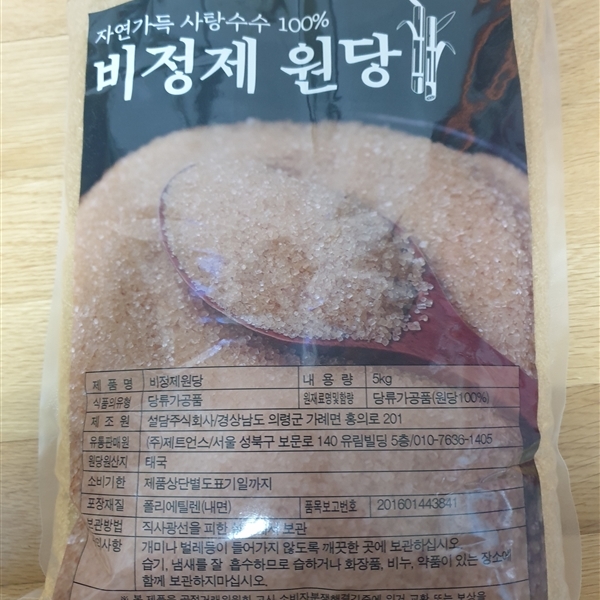 자연가득 사탕수수 100%
비정제 원당
제 품 명 비정제원당 내 용 량 5kg
식품의유형 당류가공품 원재료명및함량 당류가공품(원당100%)
제 조 원 설담주식회사/경상남도 의령군 가례면 홍의로 201
유통판매원 (주)제트언스/서울 성북구 보문로 140 유림빌딩 5층/010-7636-1405
원당원산지 태국
소비기한 제품상단별도표기일까지
포장재질 폴리에틸렌(내면) 품목보고번호 201601443841
보관방법 직사광선을 피한 보관
사항 개미나 벌레등이 들어가지 않도록 깨끗한 곳에 보관하십시오
습기, 냄새를 잘 흡수하므로 습하거나 화장품, 비누, 약품이 있는 장소에
함께 보관하지마십시오.